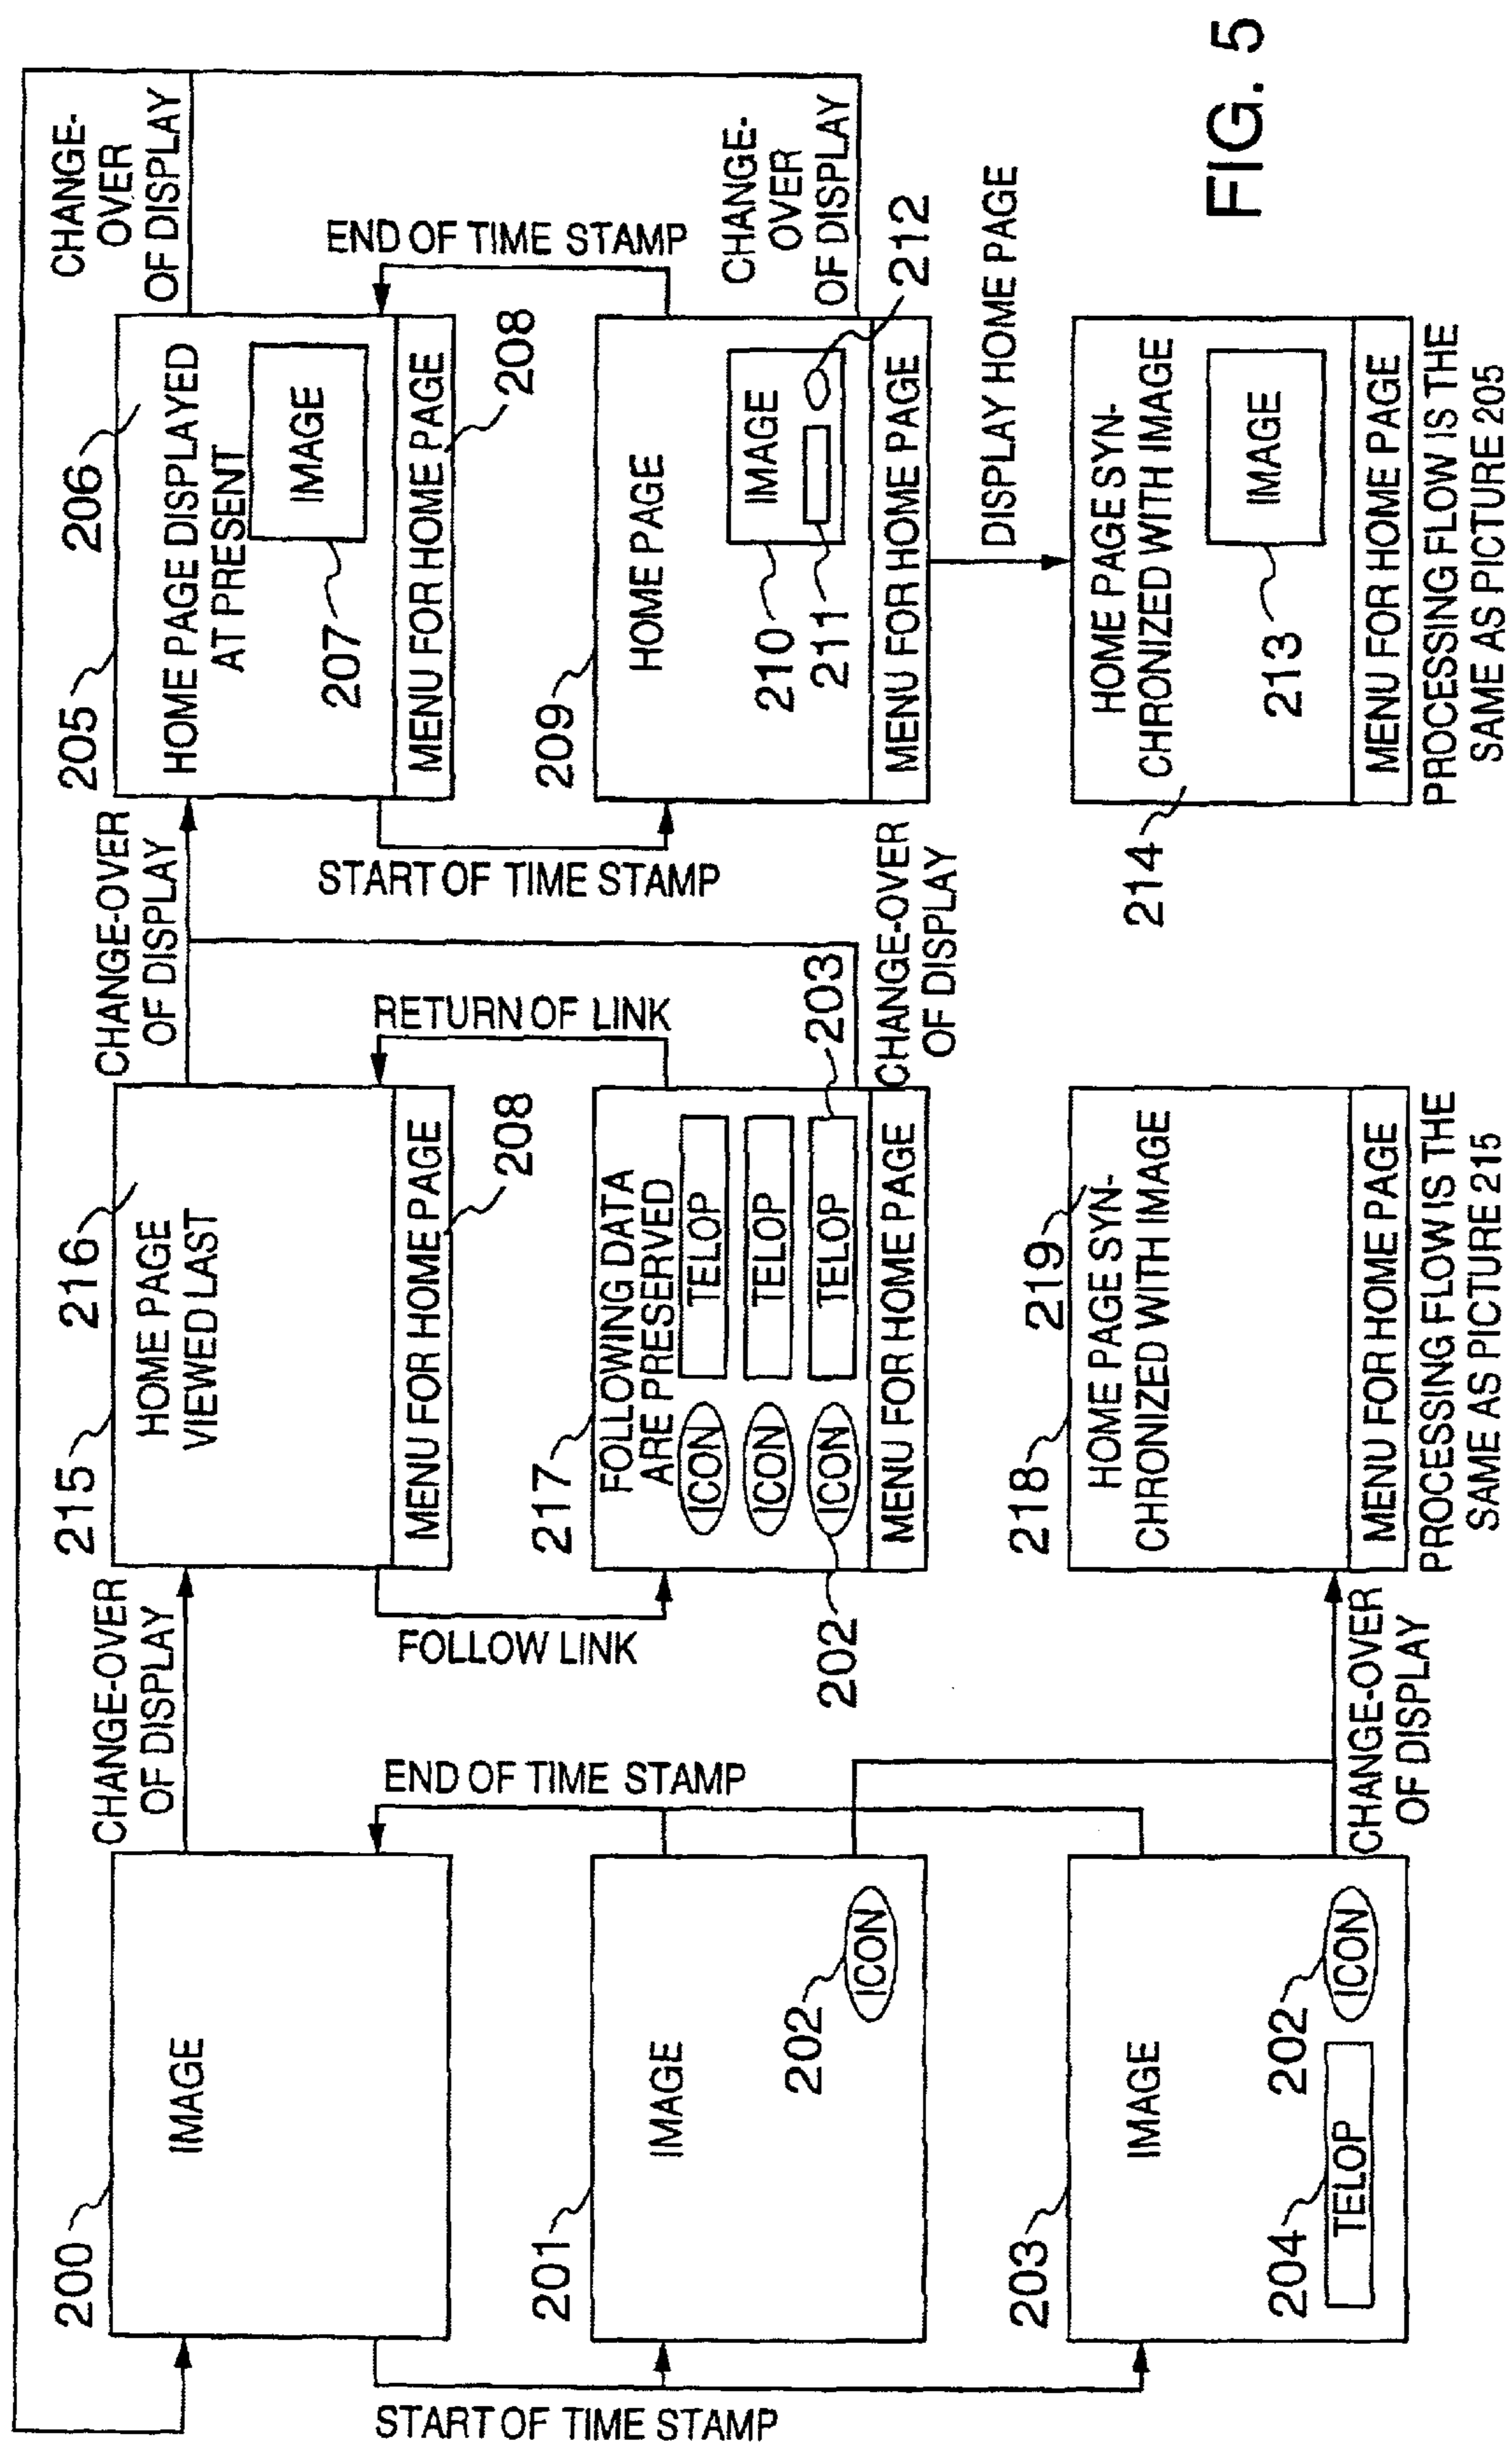 200
IMAGE
CHANGE-OVER
OF DISPLAY
215
216
HOME PAGE
VIEWED LAST
MENU FOR HOME PAGE
208
CHANGE-OVER
OF DISPLAY
205
206
HOME PAGE DISPLAYED
AT PRESENT
207
IMAGE
MENU FOR HOME PAGE
208
CHANGE-
OVER
OF DISPLAY
START OF TIME STAMP
END OF TIME STAMP
FOLLOW LINK
RETURN OF LINK
START OF TIME STAMP
END OF TIME STAMP
201
IMAGE
202
ICON
217
FOLLOWING DATA
ARE PRESERVED
ICON
TELOP
ICON
TELOP
ICON
TELOP
202
203
MENU FOR HOME PAGE
CHANGE-OVER
OF DISPLAY
209
HOME PAGE
210
IMAGE
211
212
MENU FOR HOME PAGE
CHANGE-
OVER
OF DISPLAY
DISPLAY HOME PAGE
203
IMAGE
204
TELOP
202
ICON
CHANGE-OVER
OF DISPLAY
218
219
HOME PAGE SYN-
CHRONIZED WITH IMAGE
MENU FOR HOME PAGE
PROCESSING FLOW IS THE
SAME AS PICTURE 215
214
HOME PAGE SYN-
CHRONIZED WITH IMAGE
213
IMAGE
MENU FOR HOME PAGE
PROCESSING FLOW IS THE
SAME AS PICTURE 205
FIG. 5